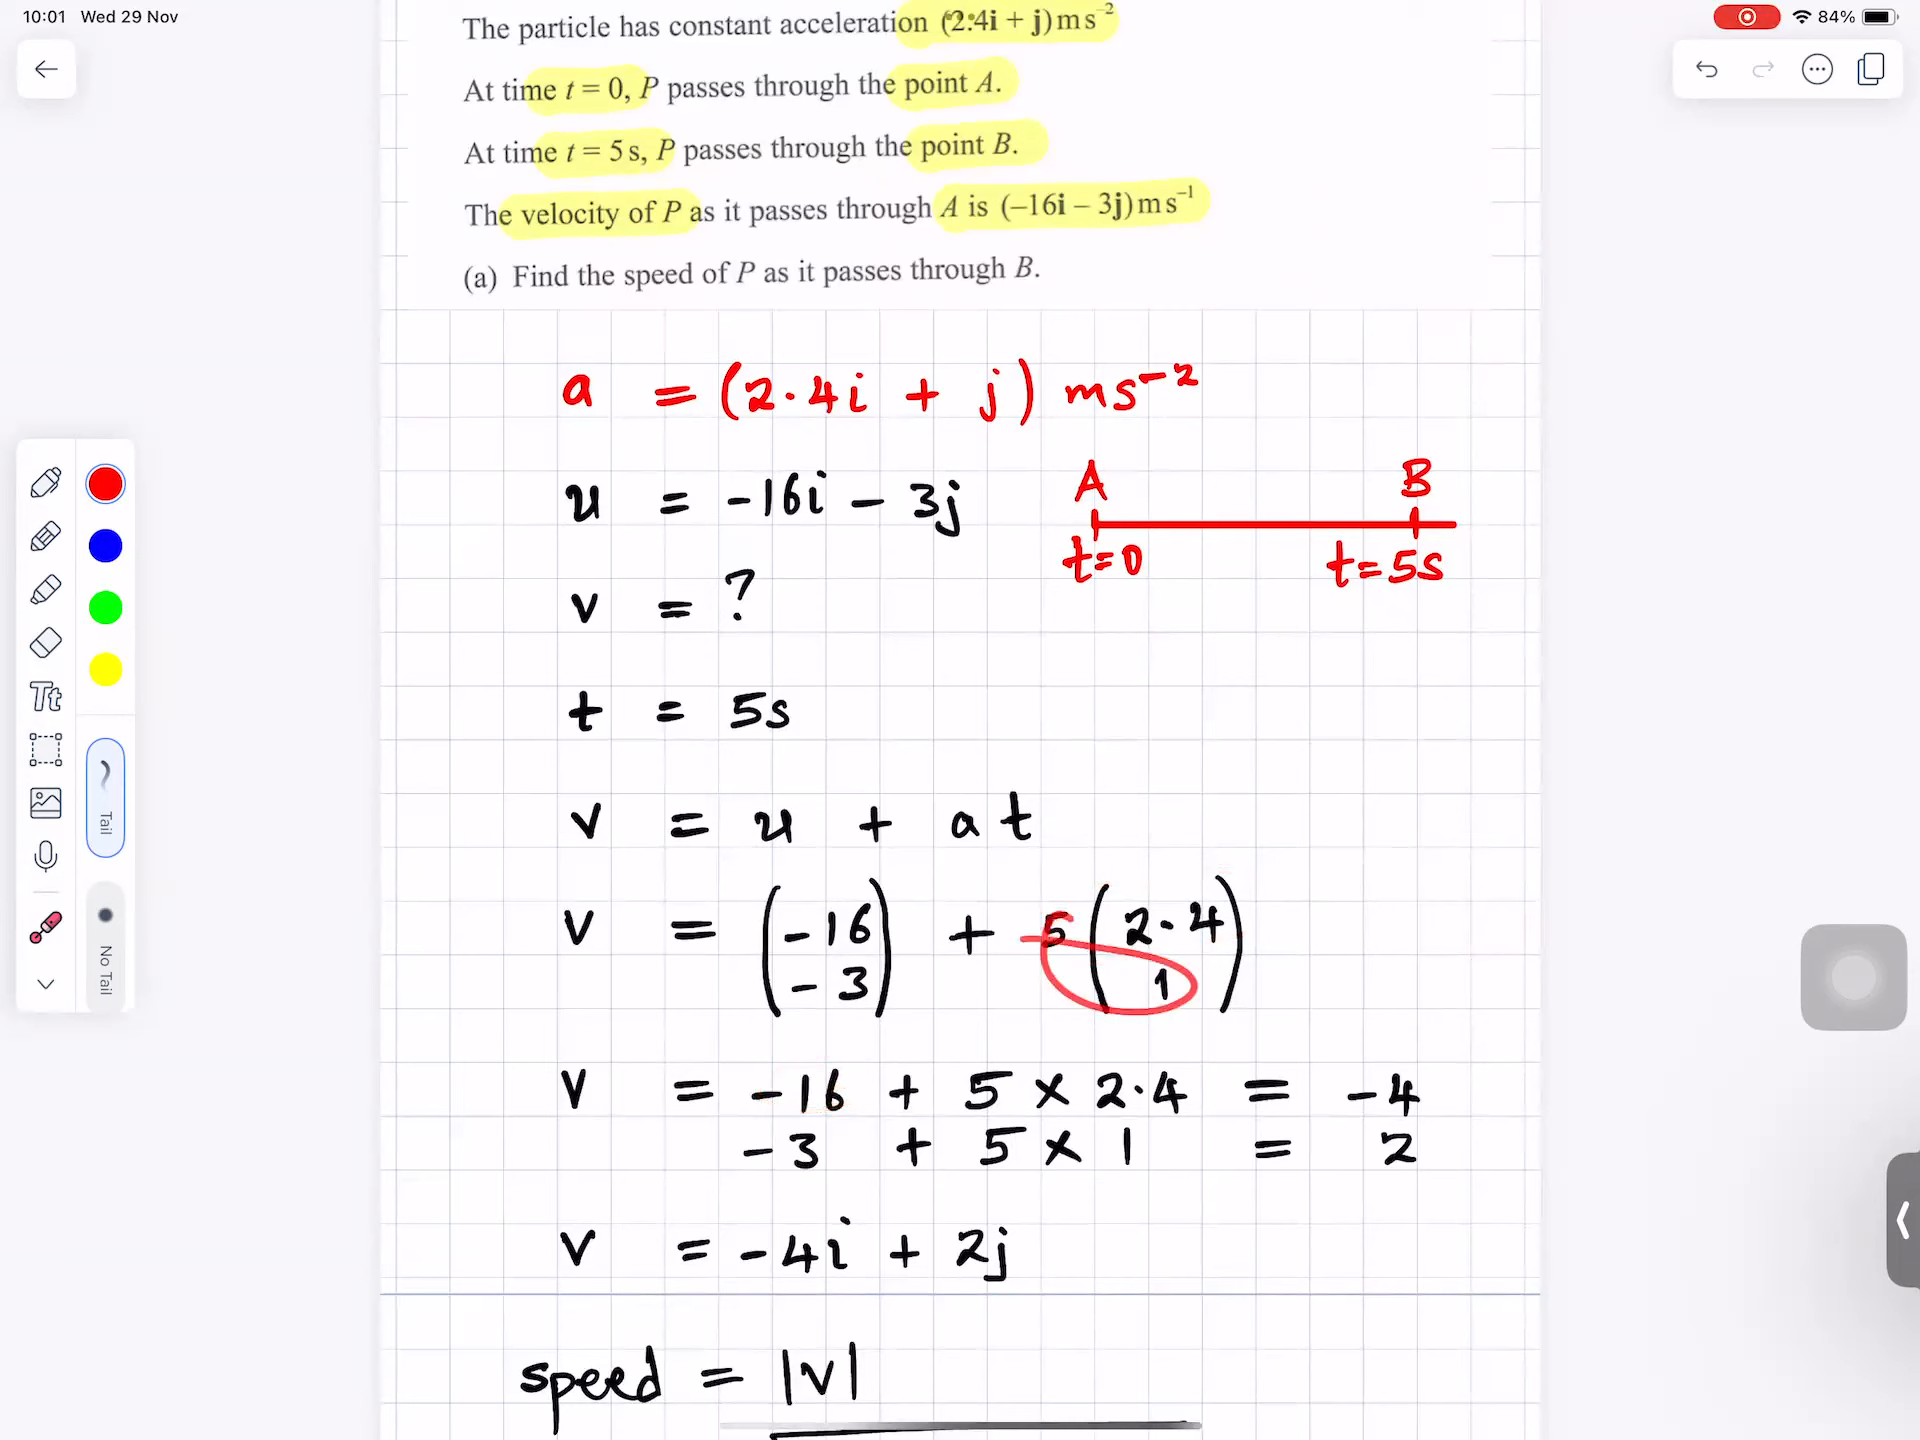 10:01 Wed 29 Nov
84%
The particle has constant acceleration (2.4i + j) m s⁻²
At time t = 0, P passes through the point A.
At time t = 5 s, P passes through the point B.
The velocity of P as it passes through A is (–16i – 3j) m s⁻¹
(a) Find the speed of P as it passes through B.
a = (2.4i + j) ms⁻²
u = -16i - 3j
A B
t=0 t=5s
v = ?
t = 5s
v = u + at
v = (-16 -3) + 5(2.4 1)
v = -16 + 5 × 2.4 = -4
-3 + 5 × 1 = 2
v = -4i + 2j
speed = |v|
Tt
Tail
No Tail